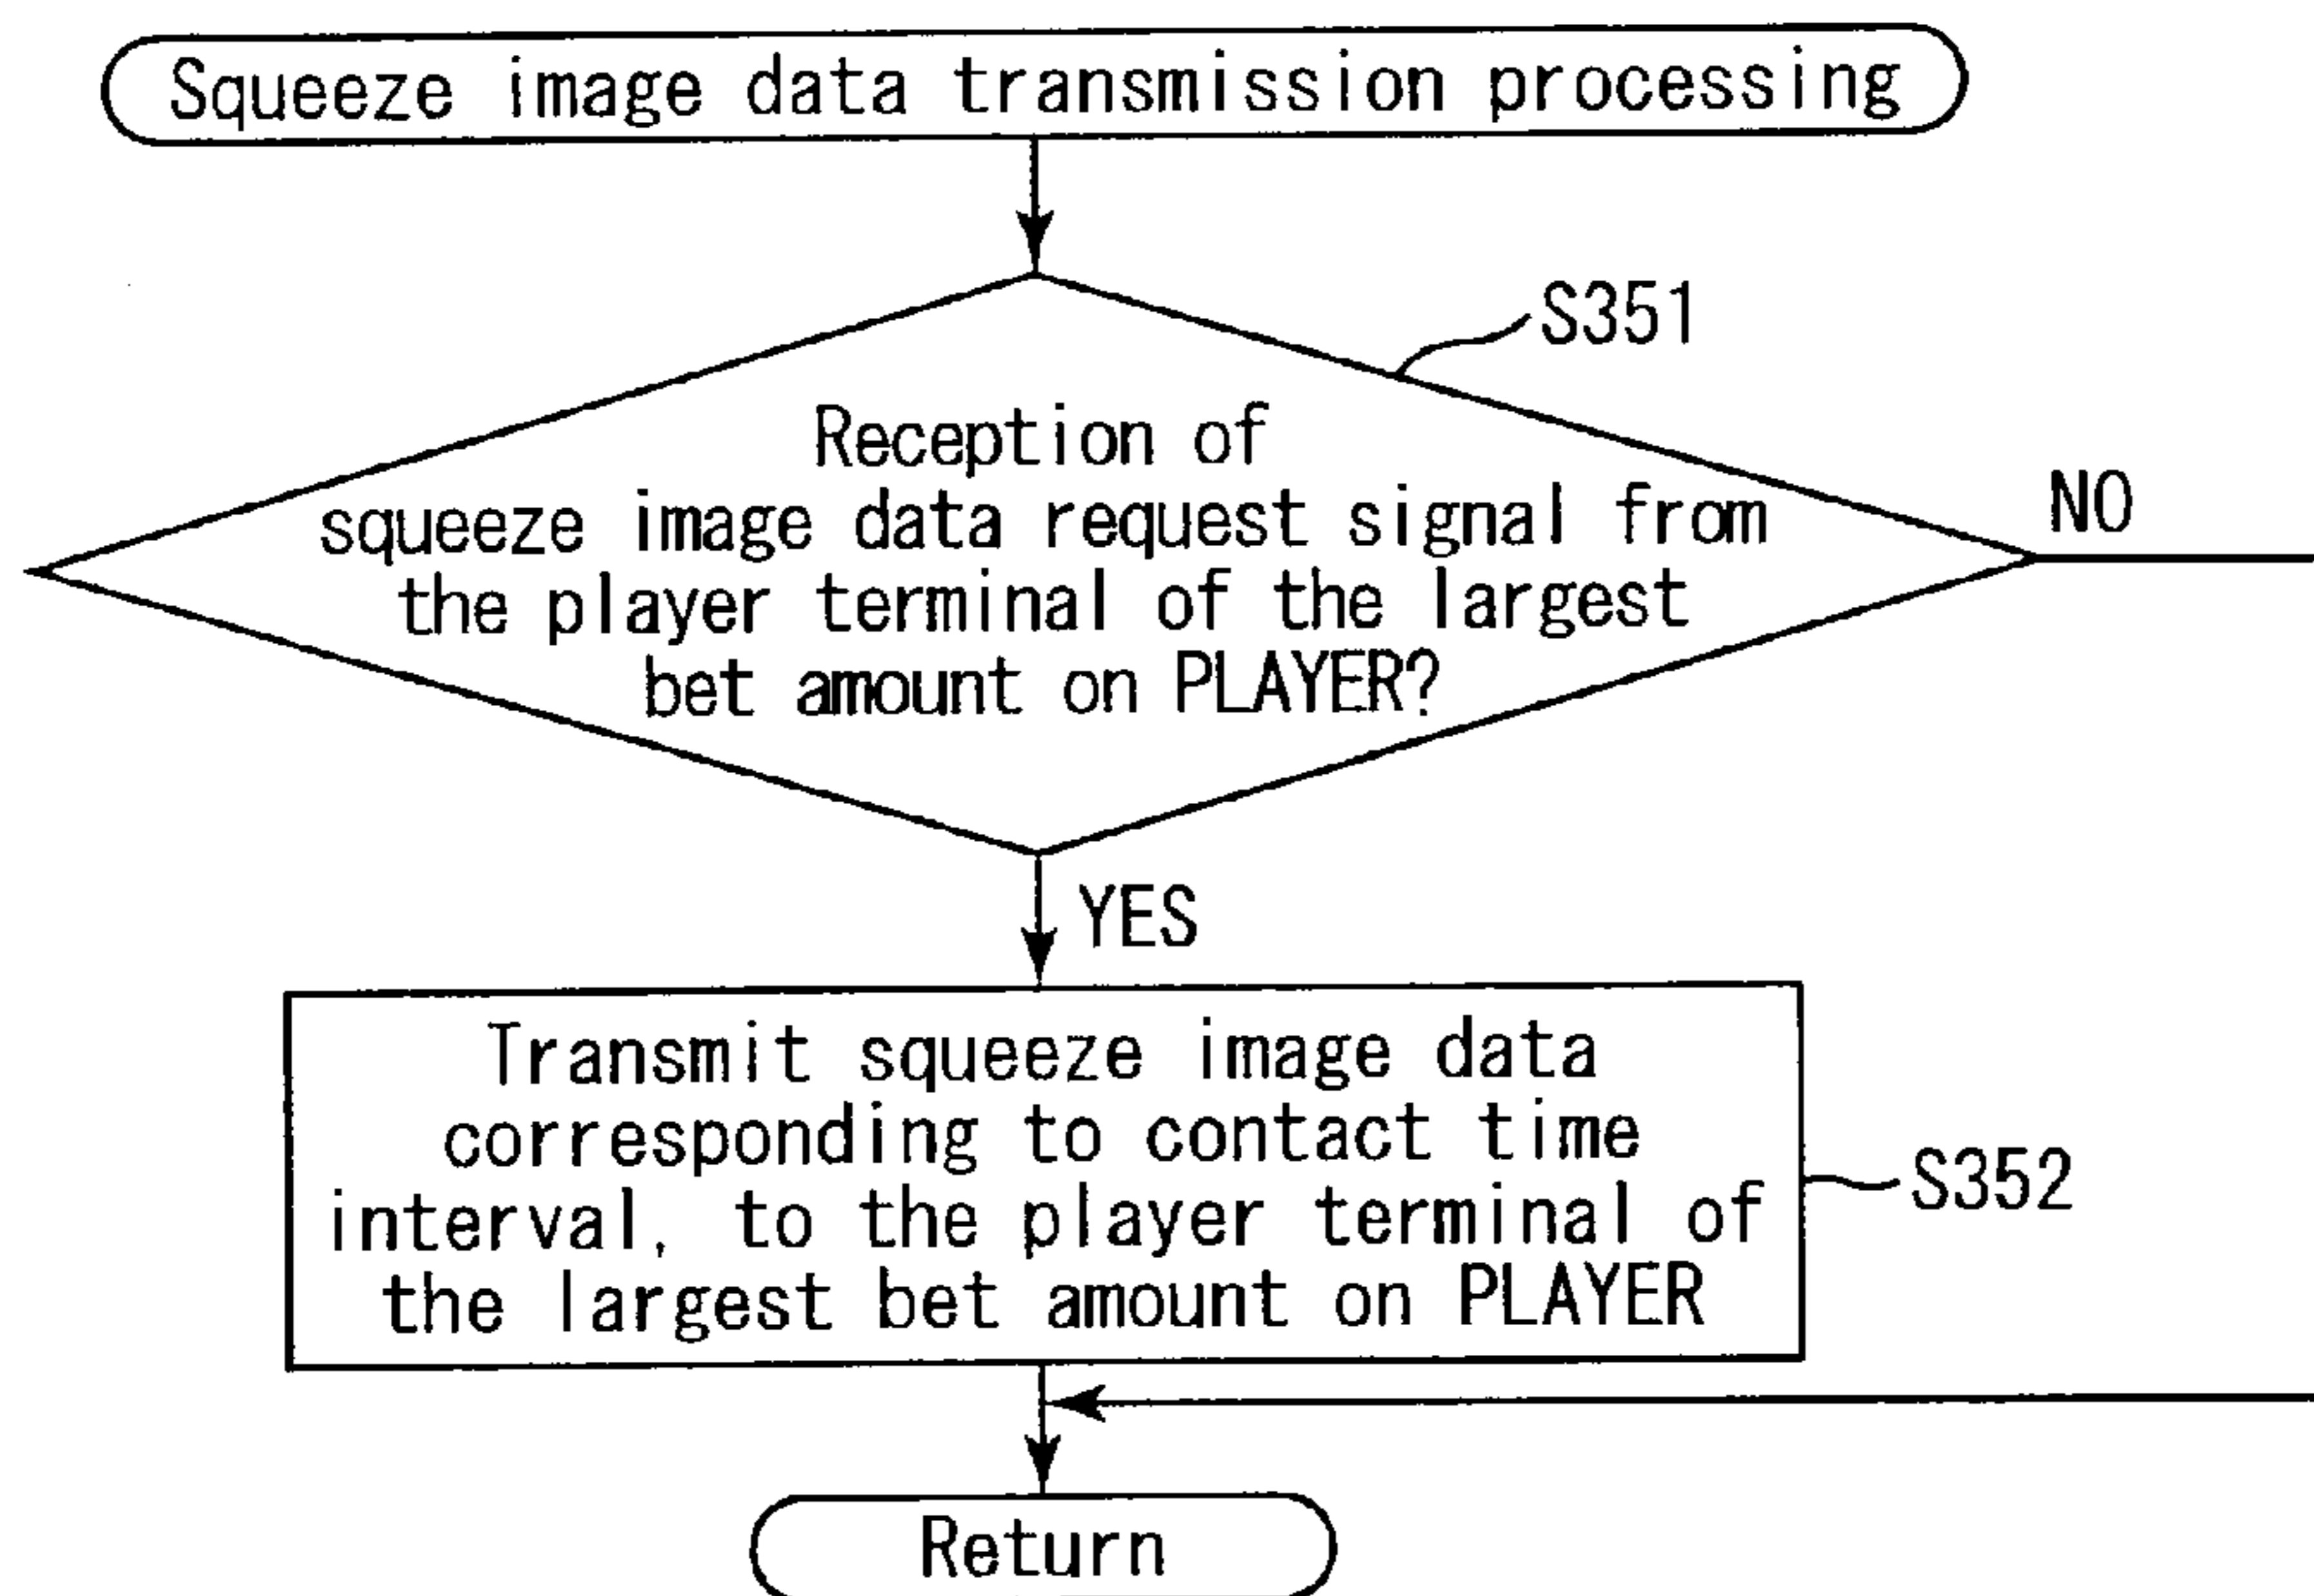 Squeeze image data transmission processing
S351
Reception of
squeeze image data request signal from
the player terminal of the largest
bet amount on PLAYER?
NO
YES
Transmit squeeze image data
corresponding to contact time
interval, to the player terminal of
the largest bet amount on PLAYER
S352
Return